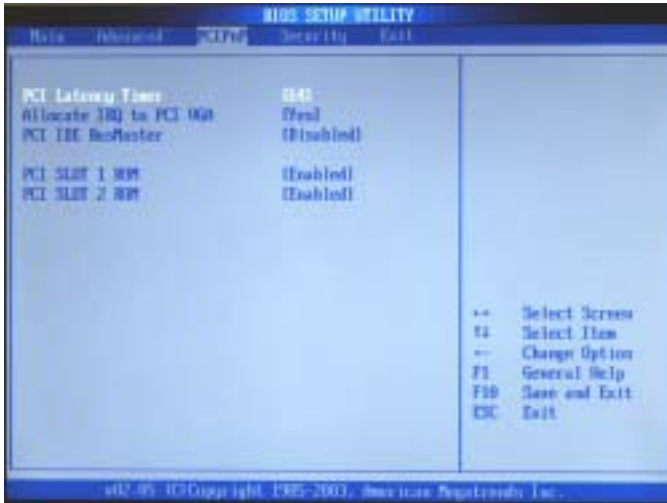 BIOS SETUP UTILITY
Main Advanced PCIPnP Security Exit
PCI Latency Timer [64]
Allocate IRQ to PCI VGA [Yes]
PCI IDE BusMaster [Disabled]
PCI SLOT 1 ROM [Enabled]
PCI SLOT 2 ROM [Enabled]
←→ Select Screen
↑↓ Select Item
+- Change Option
F1 General Help
F10 Save and Exit
ESC Exit
v02.05 (C)Copyright 1985-2003, American Megatrends Inc.